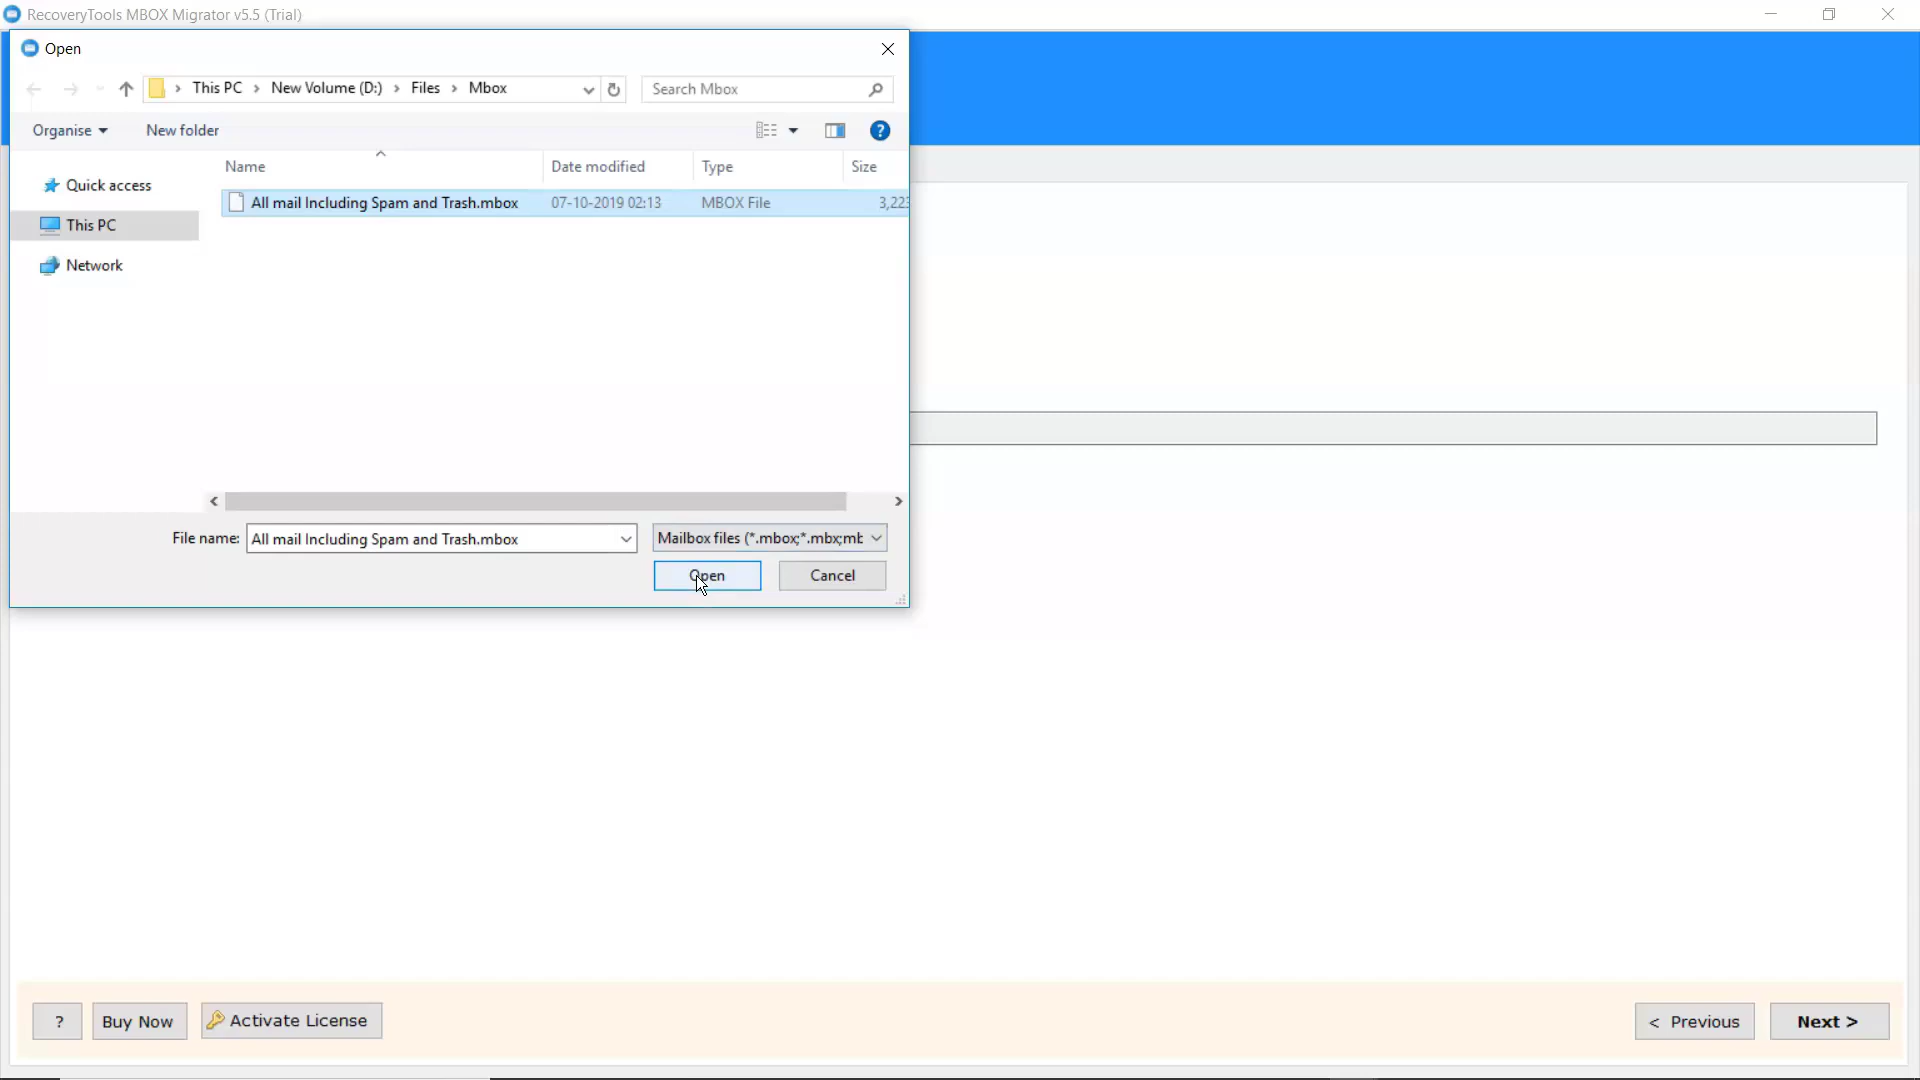 RecoveryTools MBOX Migrator v5.5 (Trial)
Open
This PC > New Volume (D:) > Files > Mbox
Search Mbox
Organise
New folder
?
Name
Date modified
Type
Size
Quick access
This PC
Network
All mail Including Spam and Trash.mbox
07-10-2019 02:13
MBOX File
3,223
File name:
All mail Including Spam and Trash.mbox
Mailbox files (*.mbox;*.mbx;mb
Open
Cancel
?
Buy Now
Activate License
< Previous
Next >